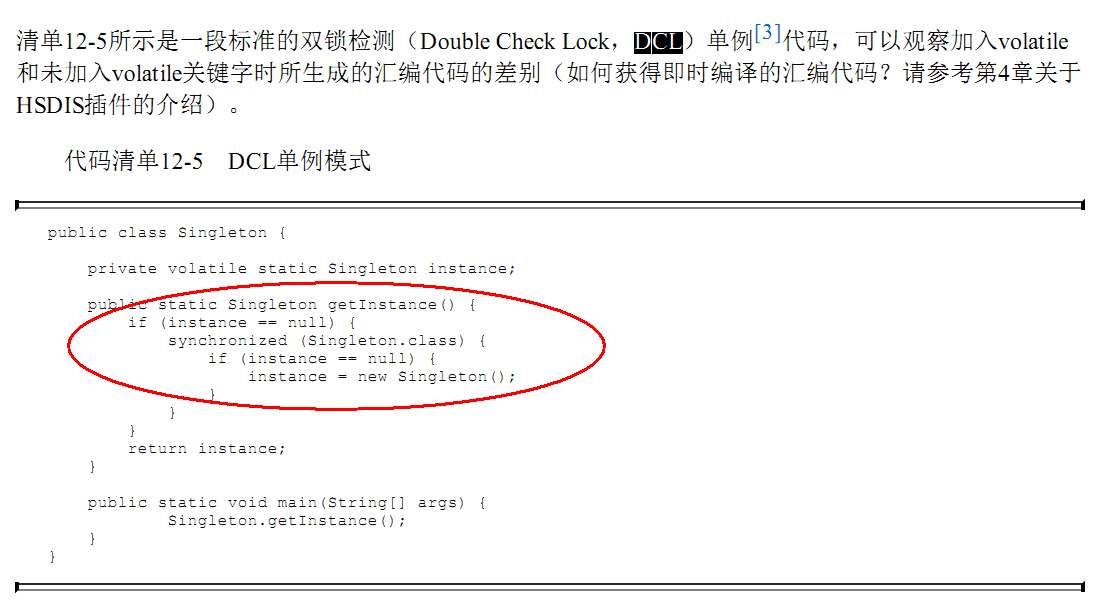 清单12-5所示是一段标准的双锁检测（Double Check Lock，DCL）单例[3]代码，可以观察加入volatile
和未加入volatile关键字时所生成的汇编代码的差别（如何获得即时编译的汇编代码？请参考第4章关于
HSDIS插件的介绍）。
代码清单12-5 DCL单例模式
public class Singleton {
private volatile static Singleton instance;
public static Singleton getInstance() {
if (instance == null) {
synchronized (Singleton.class) {
if (instance == null) {
instance = new Singleton();
}
}
}
return instance;
}
public static void main(String[] args) {
Singleton.getInstance();
}
}